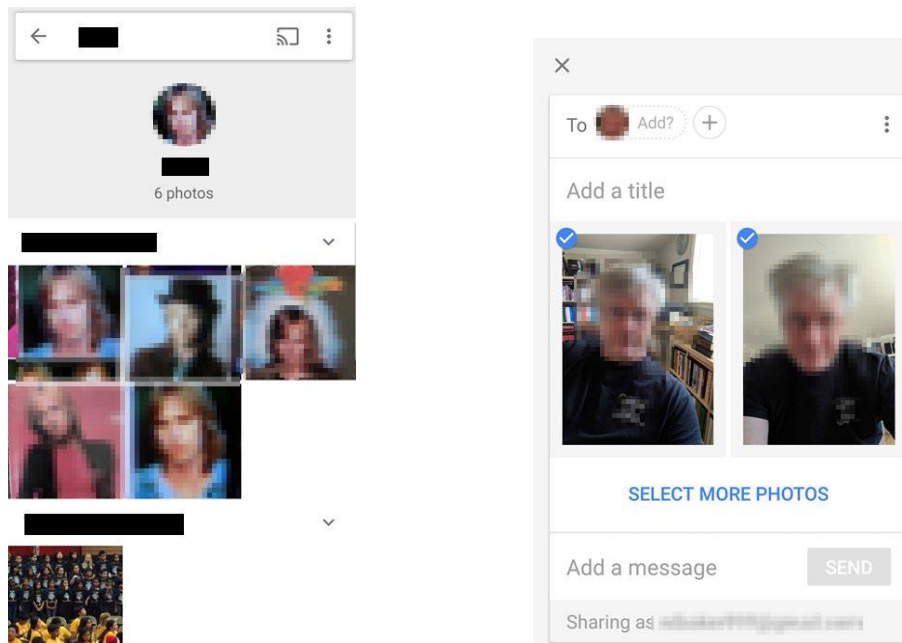 6 photos
To Add?
Add a title
SELECT MORE PHOTOS
Add a message SEND
Sharing as